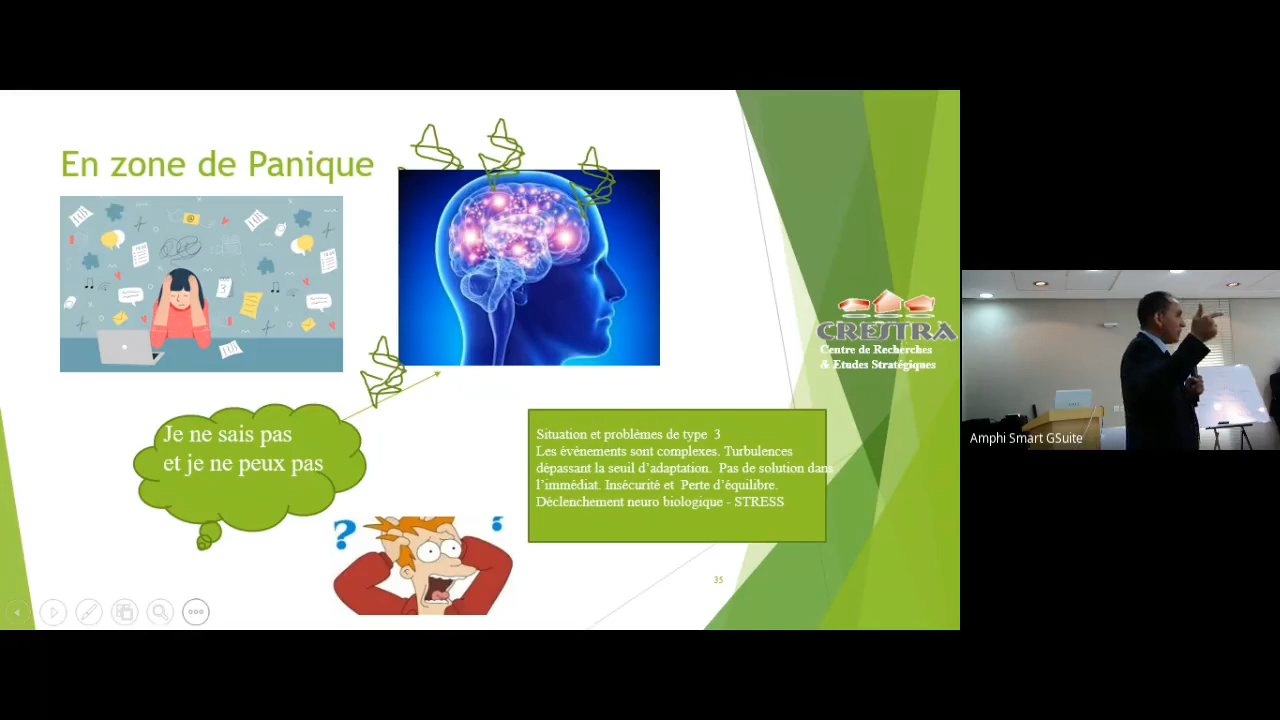 En zone de Panique
Je ne sais pas
et je ne peux pas
Situation et problèmes de type 3
Les événements sont complexes. Turbulences
dépassant la seuil d’adaptation. Pas de solution dans
l’immédiat. Insécurité et Perte d’équilibre.
Déclenchement neuro biologique - STRESS
? ?
35
CRESTRA
Centre de Recherches
& Etudes Stratégiques
Amphi Smart GSuite